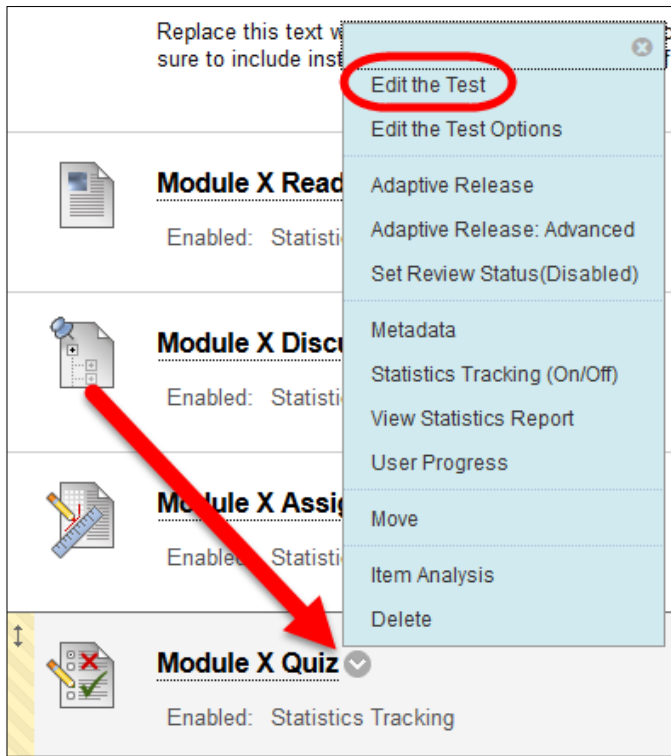 Replace this text w
sure to include inst
Edit the Test
Edit the Test Options
Module X Read
Adaptive Release
Enabled: Statisti
Adaptive Release: Advanced
Set Review Status(Disabled)
Metadata
Module X Discu
Statistics Tracking (On/Off)
Enabled: Statisti
View Statistics Report
User Progress
Module X Assig
Move
Enabled: Statisti
Item Analysis
Delete
Module X Quiz
Enabled: Statistics Tracking